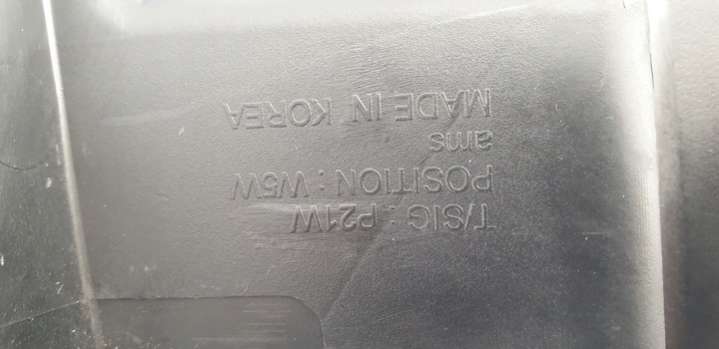 T/SIG : P21W
POSITION : W5W
ams
MADE IN KOREA